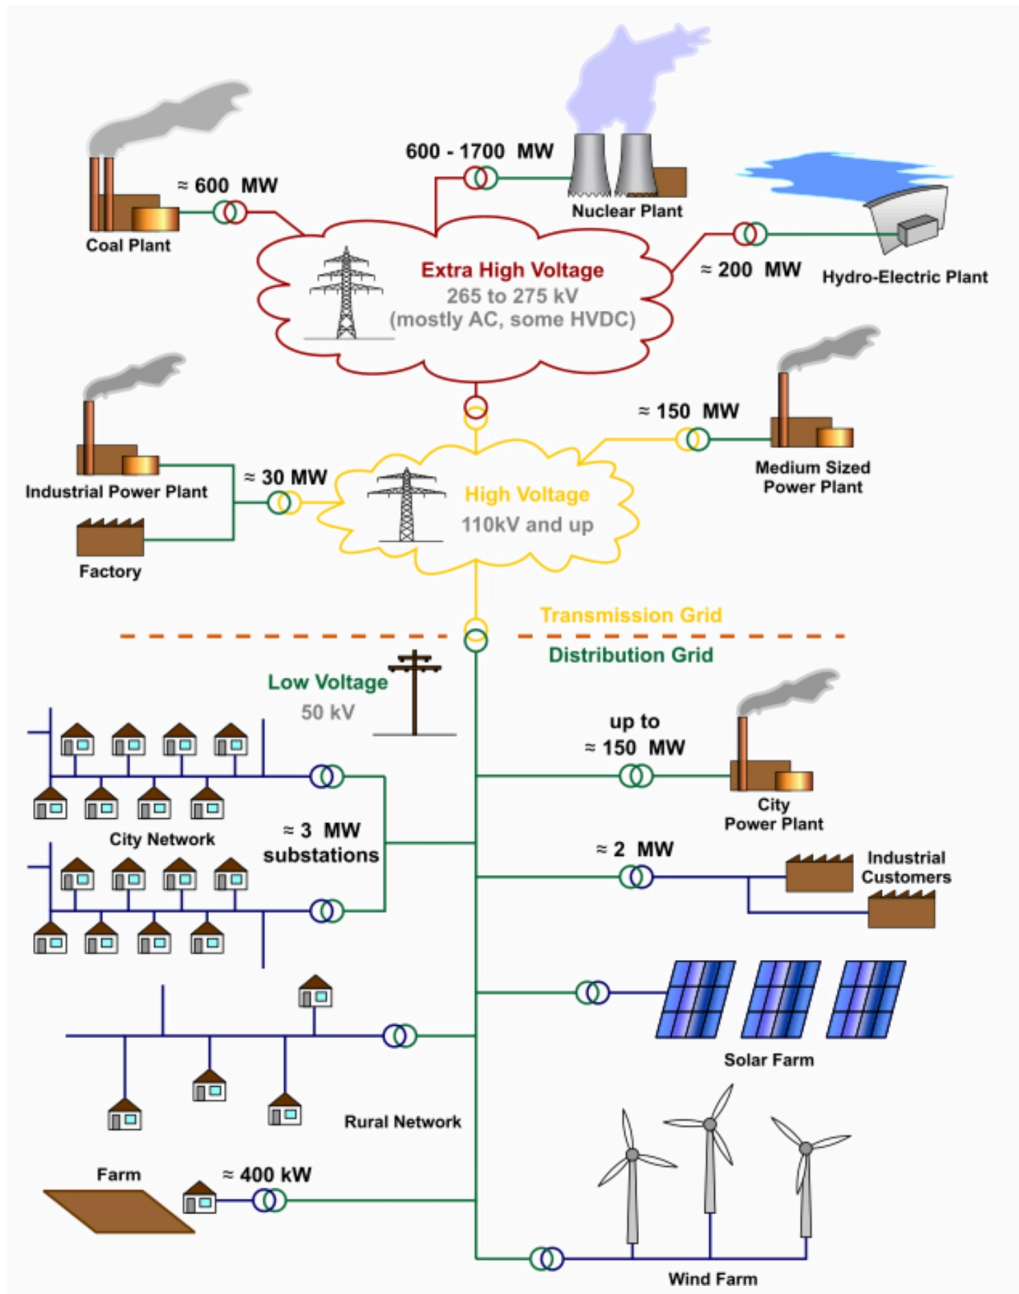 600 - 1700 MW
≈ 600 MW
Nuclear Plant
Coal Plant
≈ 200 MW
Hydro-Electric Plant
Extra High Voltage
265 to 275 kV
(mostly AC, some HVDC)
≈ 150 MW
Medium Sized
Power Plant
≈ 30 MW
Industrial Power Plant
Factory
High Voltage
110kV and up
Transmission Grid
Distribution Grid
Low Voltage
50 kV
up to
≈ 150 MW
City
Power Plant
City Network
≈ 3 MW
substations
≈ 2 MW
Industrial
Customers
Solar Farm
Rural Network
Farm
≈ 400 kW
Wind Farm